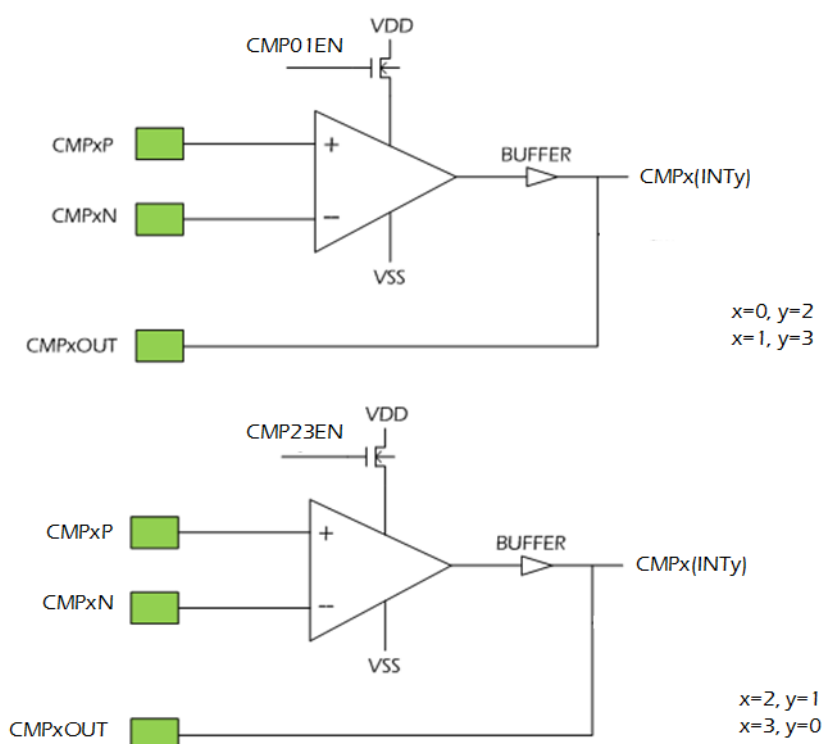 VDD
CMP01EN
CMPxP
+
BUFFER
CMPx(INTy)
CMPxN
--
VSS
x=0, y=2
x=1, y=3
CMPxOUT
VDD
CMP23EN
CMPxP
+
BUFFER
CMPx(INTy)
CMPxN
--
VSS
x=2, y=1
x=3, y=0
CMPxOUT